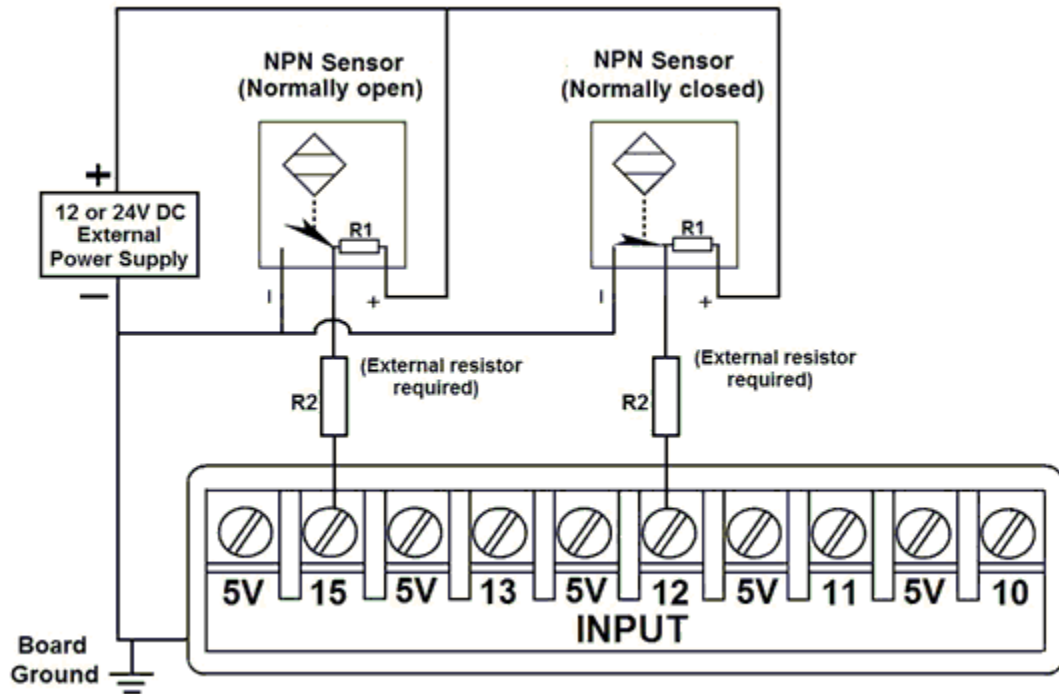 NPN Sensor
(Normally open)
NPN Sensor
(Normally closed)
+
12 or 24V DC
External
Power Supply
−
R1
R1
I
+
I
+
(External resistor
required)
(External resistor
required)
R2
R2
5V 15 5V 13 5V 12 5V 11 5V 10
INPUT
Board
Ground